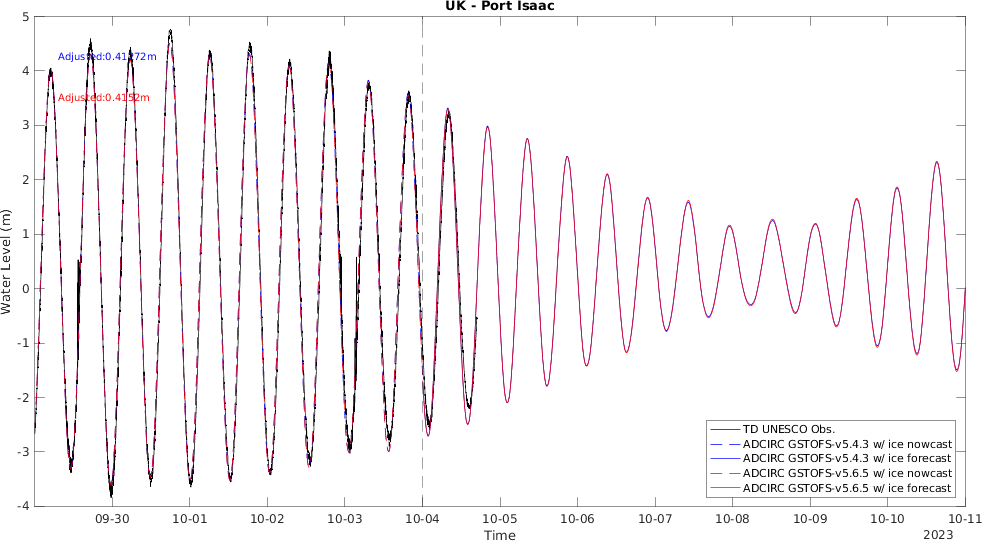 UK - Port Isaac
5
4
3
2
1
0
-1
-2
-3
-4
Water Level (m)
Adjusted:0.41272m
Adjusted:0.4152m
TD UNESCO Obs.
ADCIRC GSTOFS-v5.4.3 w/ ice nowcast
ADCIRC GSTOFS-v5.4.3 w/ ice forecast
ADCIRC GSTOFS-v5.6.5 w/ ice nowcast
ADCIRC GSTOFS-v5.6.5 w/ ice forecast
09-30 10-01 10-02 10-03 10-04 10-05 10-06 10-07 10-08 10-09 10-10 10-11
Time
2023